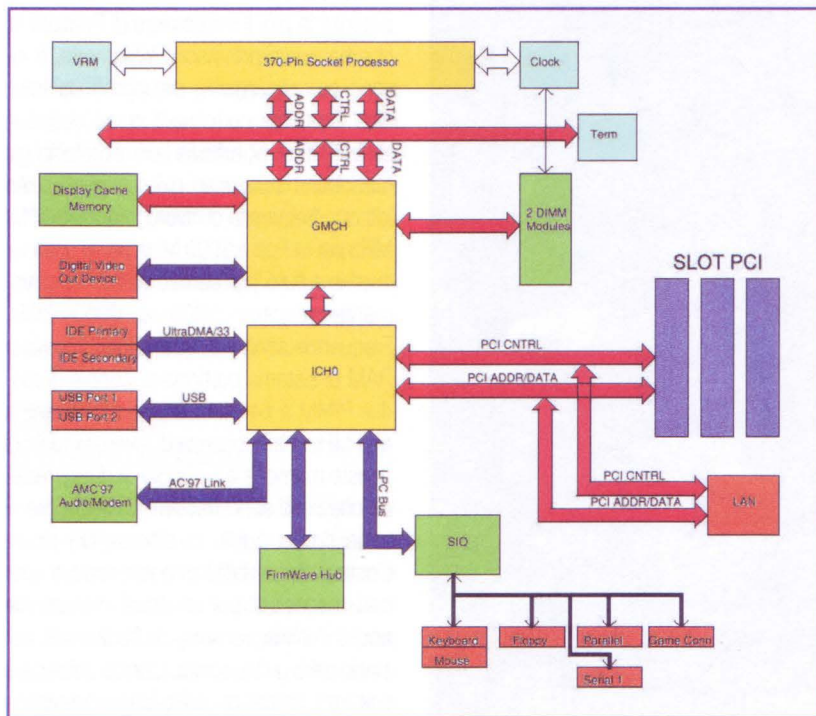 VRM
370-Pin Socket Processor
Clock
ADDR
CTRL
DATA
Term
ADDR
CTRL
DATA
Display Cache
Memory
GMCH
2 DIMM
Modules
Digital Video
Out Device
SLOT PCI
IDE Primary
IDE Secondary
UltraDMA/33
ICH0
PCI CNTRL
PCI ADDR/DATA
USB Port 1
USB Port 2
USB
AMC'97
Audio/Modem
AC'97 Link
LPC Bus
PCI CNTRL
PCI ADDR/DATA
LAN
FirmWare Hub
SIO
Keyboard
Mouse
Floppy
Parallel
Game Conn
Serial 1